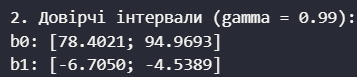 2. Довірчі інтервали (gamma = 0.99):
b0: [78.4021; 94.9693]
b1: [-6.7050; -4.5389]